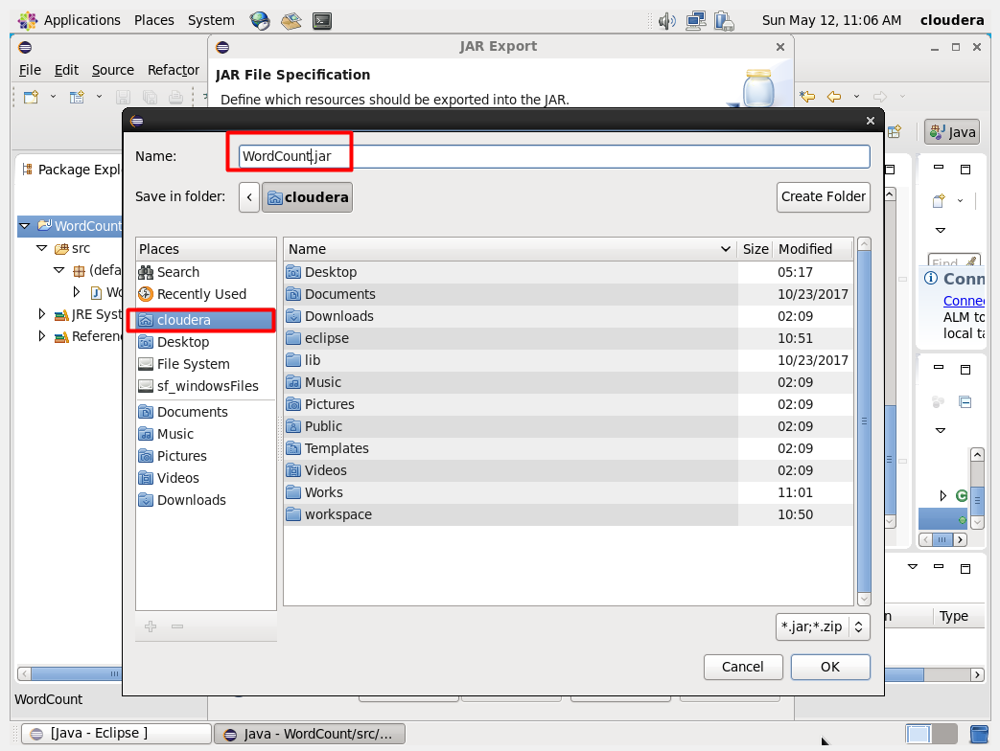 Applications Places System Sun May 12, 11:06 AM cloudera
JAR Export
File Edit Source Refactor
JAR File Specification
Define which resources should be exported into the JAR.
Java
Name: WordCount.jar
Package Expl
Save in folder: cloudera Create Folder
WordCount
src
(defa
Wo
JRE Syst
Referenc
Places
Search
Recently Used
cloudera
Desktop
File System
sf_windowsFiles
Documents
Music
Pictures
Videos
Downloads
Name Size Modified
Desktop 05:17
Documents 10/23/2017
Downloads 02:09
eclipse 10:51
lib 10/23/2017
Music 02:09
Pictures 02:09
Public 02:09
Templates 02:09
Videos 02:09
Works 11:01
workspace 10:50
Find
Conn
Connec
ALM to
local ta
n Type
*.jar;*.zip
Cancel OK
WordCount
[Java - Eclipse ] Java - WordCount/src/...